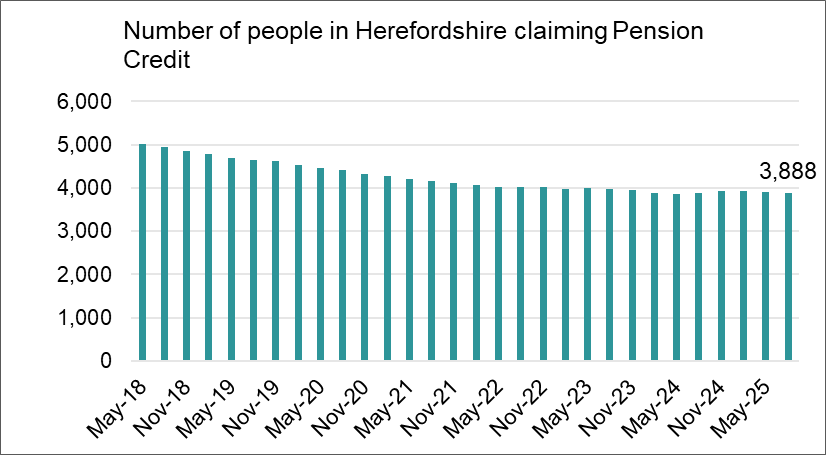 Number of people in Herefordshire claiming Pension
Credit
6,000
5,000
4,000
3,000
2,000
1,000
0
3,888
May-18
Nov-18
May-19
Nov-19
May-20
Nov-20
May-21
Nov-21
May-22
Nov-22
May-23
Nov-23
May-24
Nov-24
May-25